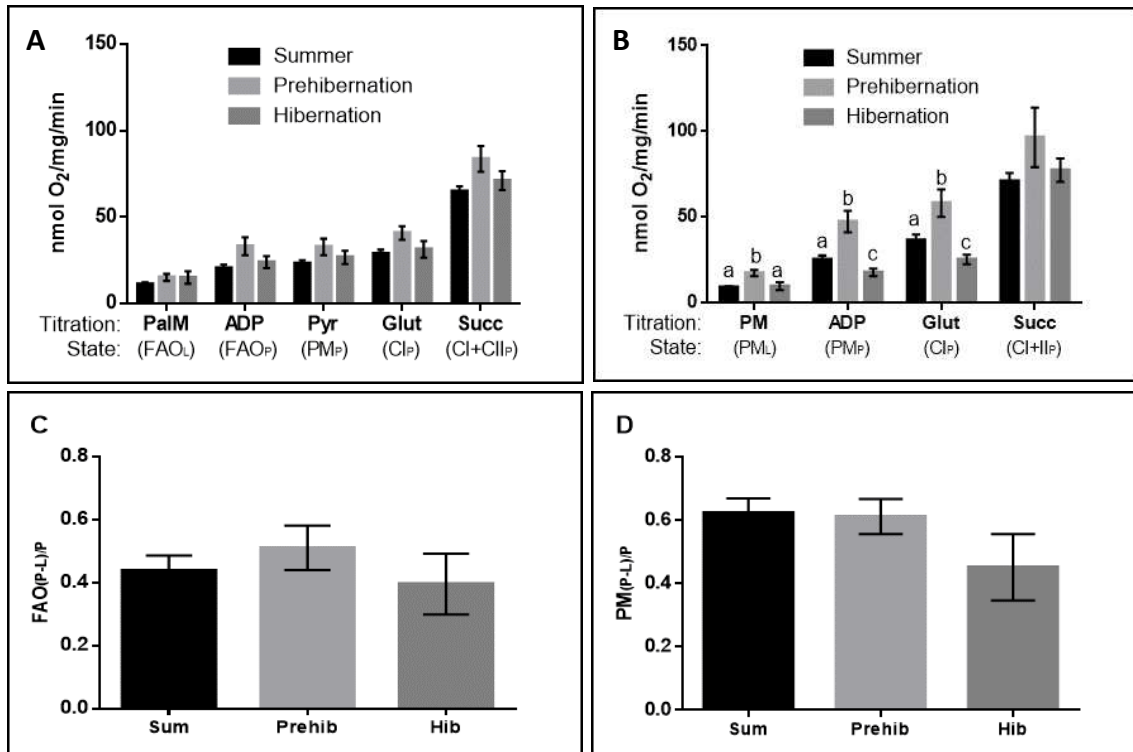 A
150
100
50
0
nmol O2/mg/min
Summer
Prehibernation
Hibernation
Titration: PalM ADP Pyr Glut Succ
State: (FAOL) (FAOP) (PMP) (CIP) (CI+CIIP)
B
150
100
50
0
nmol O2/mg/min
Summer
Prehibernation
Hibernation
a b a
a b c
a b c
Titration: PM ADP Glut Succ
State: (PML) (PMP) (CIP) (CI+IIP)
C
0.8
0.6
0.4
0.2
0.0
FAO(P-L)/P
Sum Prehib Hib
D
0.8
0.6
0.4
0.2
0.0
PM(P-L)/P
Sum Prehib Hib